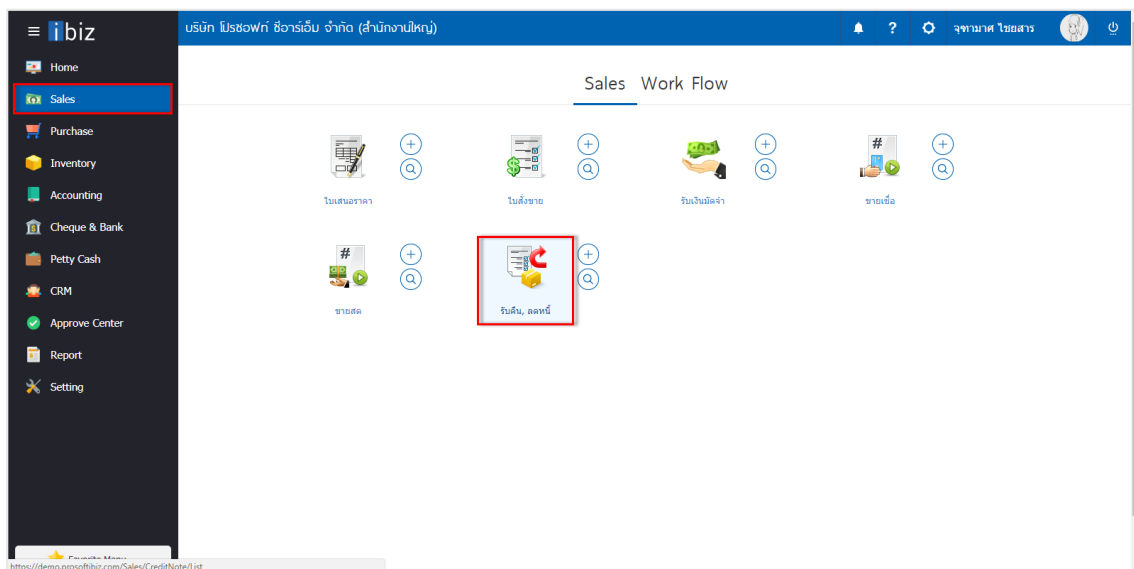 ≡ ibiz
บริษัท โปรซอฟท์ ซีอาร์เอ็ม จำกัด (สำนักงานใหญ่)
? จุฑามาศ ไชยสาร
Home
Sales
Purchase
Inventory
Accounting
Cheque & Bank
Petty Cash
CRM
Approve Center
Report
Setting
Sales Work Flow
ใบเสนอราคา
ใบสั่งขาย
รับเงินมัดจำ
ขายเชื่อ
ขายสด
รับคืน, ลดหนี้
Favorite Menu
https://demo.prosoftibiz.com/Sales/CreditNote/List